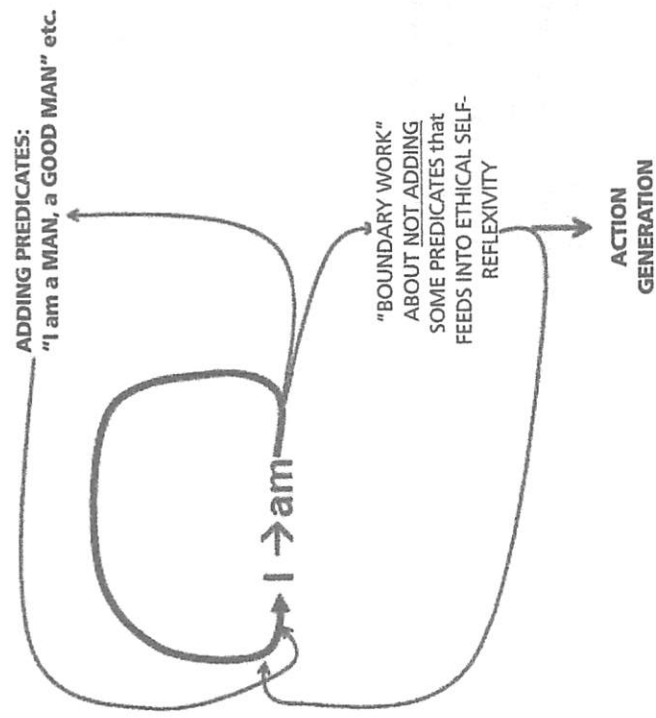 ADDING PREDICATES:
"I am a MAN, a GOOD MAN" etc.
I → am
"BOUNDARY WORK"
ABOUT NOT ADDING
SOME PREDICATES that
FEEDS INTO ETHICAL SELF-
REFLEXIVITY
ACTION
GENERATION